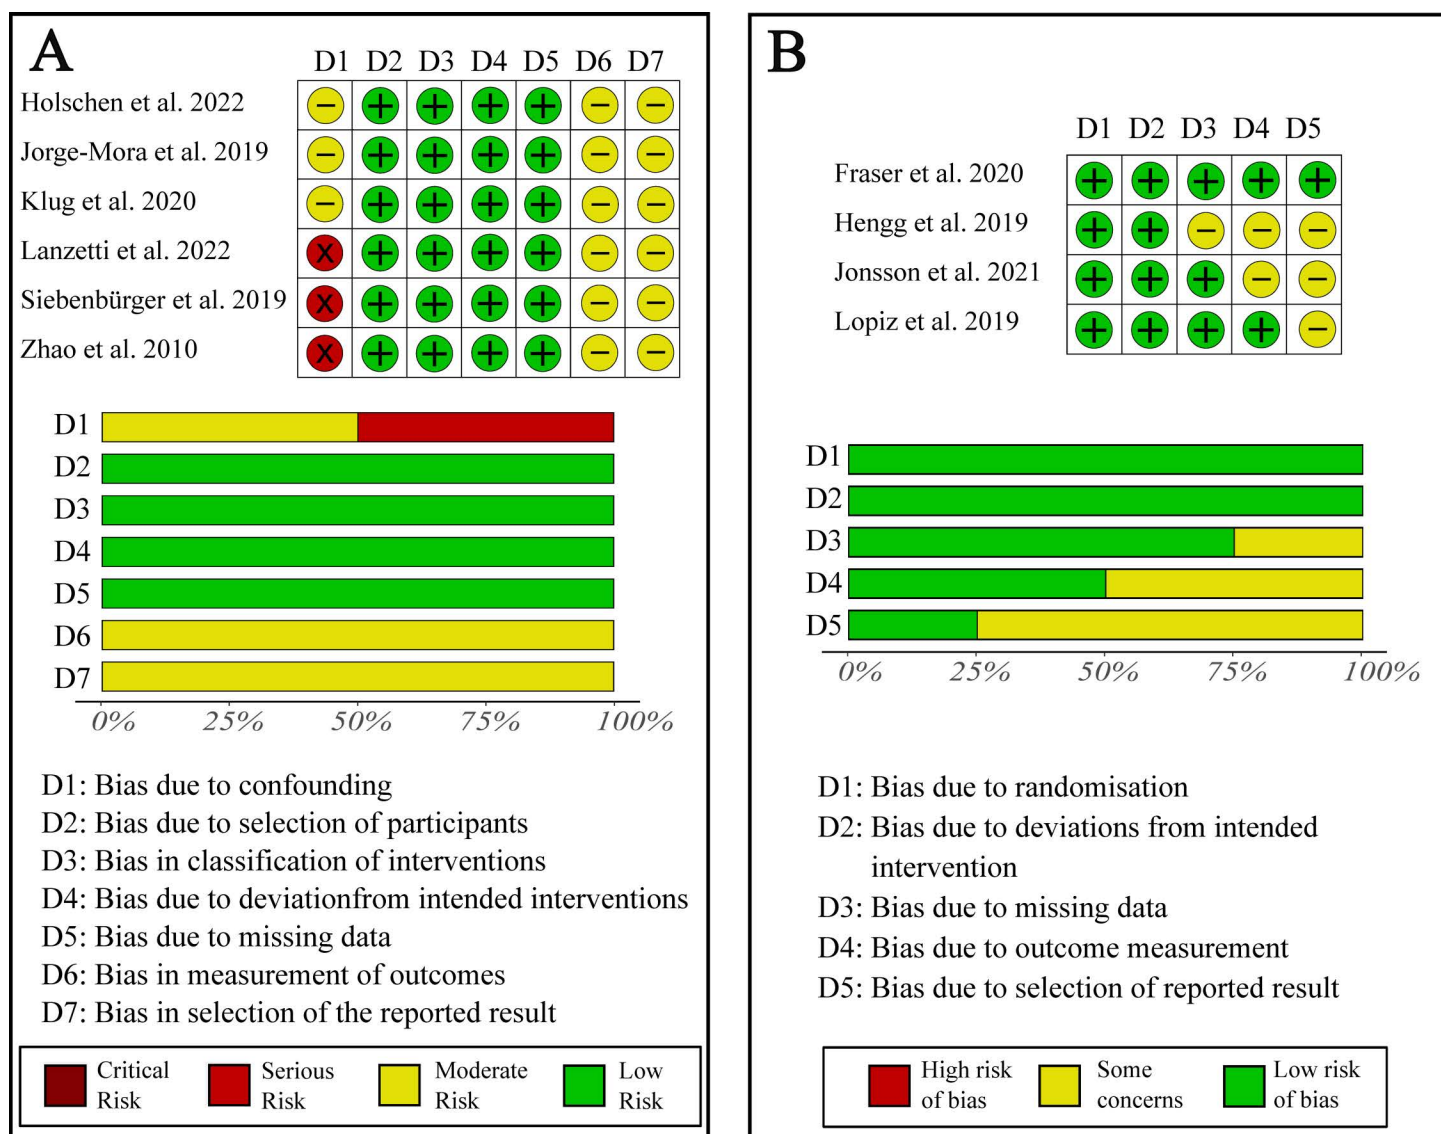 A
D1 D2 D3 D4 D5 D6 D7
Holschen et al. 2022 − + + + + − −
Jorge-Mora et al. 2019 − + + + + − −
Klug et al. 2020 − + + + + − −
Lanzetti et al. 2022 X + + + + − −
Siebenbürger et al. 2019 X + + + + − −
Zhao et al. 2010 X + + + + − −
D1
D2
D3
D4
D5
D6
D7
0% 25% 50% 75% 100%
D1: Bias due to confounding
D2: Bias due to selection of participants
D3: Bias in classification of interventions
D4: Bias due to deviationfrom intended interventions
D5: Bias due to missing data
D6: Bias in measurement of outcomes
D7: Bias in selection of the reported result
Critical Risk
Serious Risk
Moderate Risk
Low Risk
B
D1 D2 D3 D4 D5
Fraser et al. 2020 + + + + +
Hengg et al. 2019 + + − − −
Jonsson et al. 2021 + + + − −
Lopiz et al. 2019 + + + + −
D1
D2
D3
D4
D5
0% 25% 50% 75% 100%
D1: Bias due to randomisation
D2: Bias due to deviations from intended
intervention
D3: Bias due to missing data
D4: Bias due to outcome measurement
D5: Bias due to selection of reported result
High risk
of bias
Some
concerns
Low risk
of bias